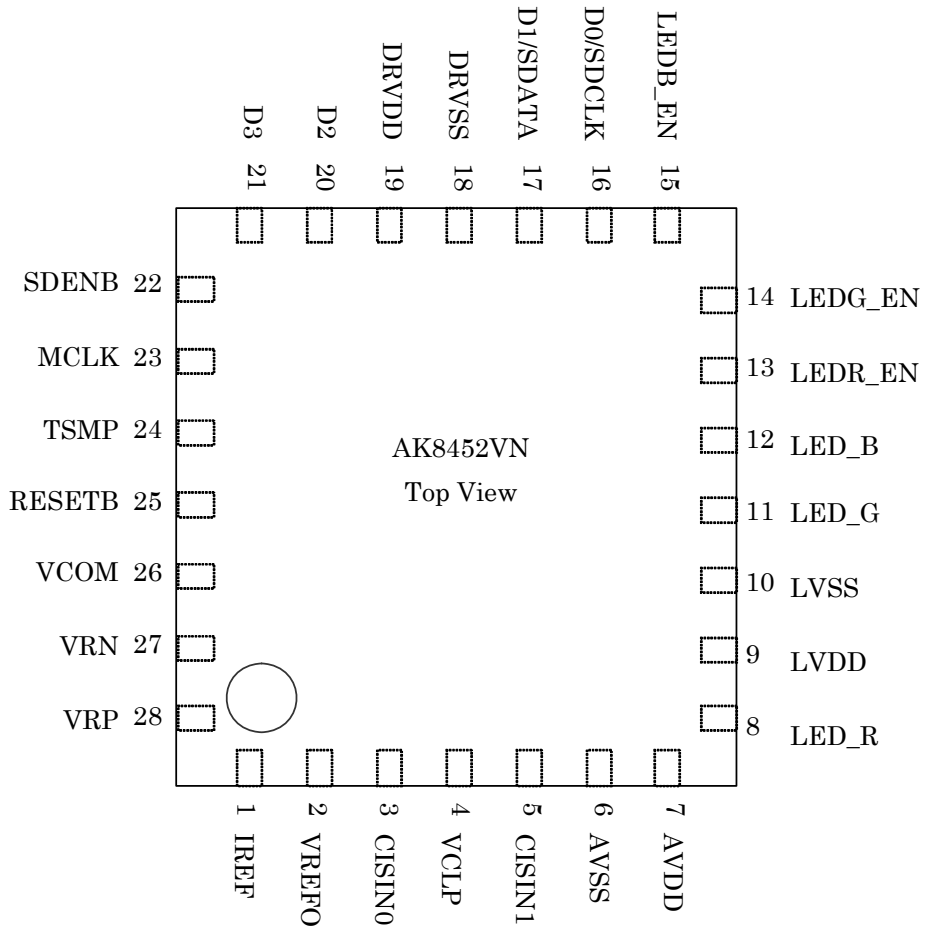 D3 21
D2 20
DRVDD 19
DRVSS 18
D1/SDATA 17
D0/SDCLK 16
LEDB_EN 15
SDENB 22
MCLK 23
TSMP 24
RESETB 25
VCOM 26
VRN 27
VRP 28
AK8452VN
Top View
14 LEDG_EN
13 LEDR_EN
12 LED_B
11 LED_G
10 LVSS
9 LVDD
8 LED_R
1 IREF
2 VREFO
3 CISIN0
4 VCLP
5 CISIN1
6 AVSS
7 AVDD